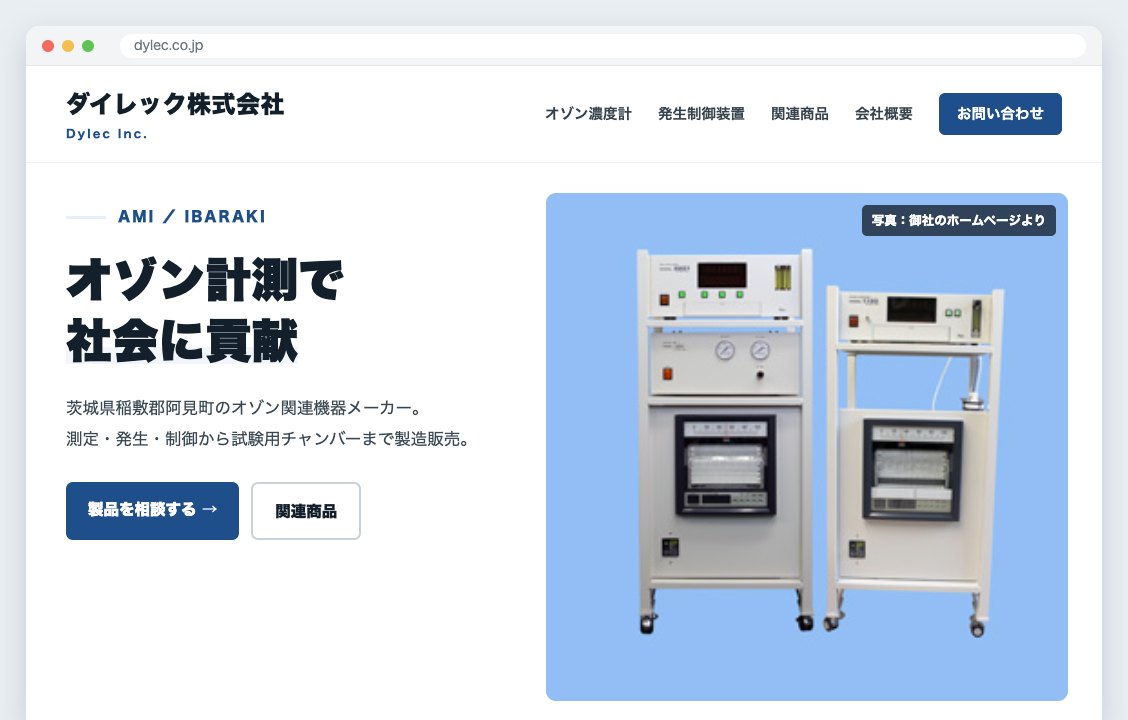 dylec.co.jp
ダイレック株式会社
Dylec Inc.
オゾン濃度計 発生制御装置 関連商品 会社概要 お問い合わせ
AMI / IBARAKI
写真：御社のホームページより
オゾン計測で
社会に貢献
茨城県稲敷郡阿見町のオゾン関連機器メーカー。
測定・発生・制御から試験用チャンバーまで製造販売。
製品を相談する → 関連商品